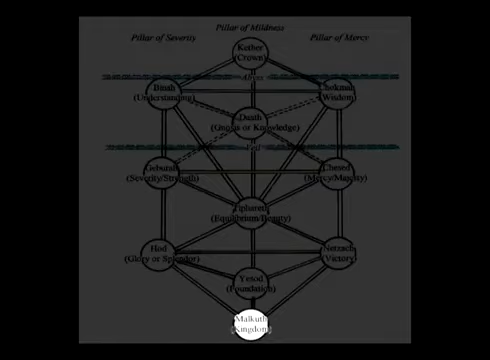 Pillar of Mildness
Pillar of Severity
Pillar of Mercy
Kether
(Crown)
Abyss
Binah
(Understanding)
Chokmah
(Wisdom)
Daath
(Gnosis or Knowledge)
Veil
Geburah
(Severity/Strength)
Chesed
(Mercy/Majesty)
Tiphareth
(Equilibrium/Beauty)
Hod
(Glory or Splendor)
Netzach
(Victory)
Yesod
(Foundation)
Malkuth
(Kingdom)